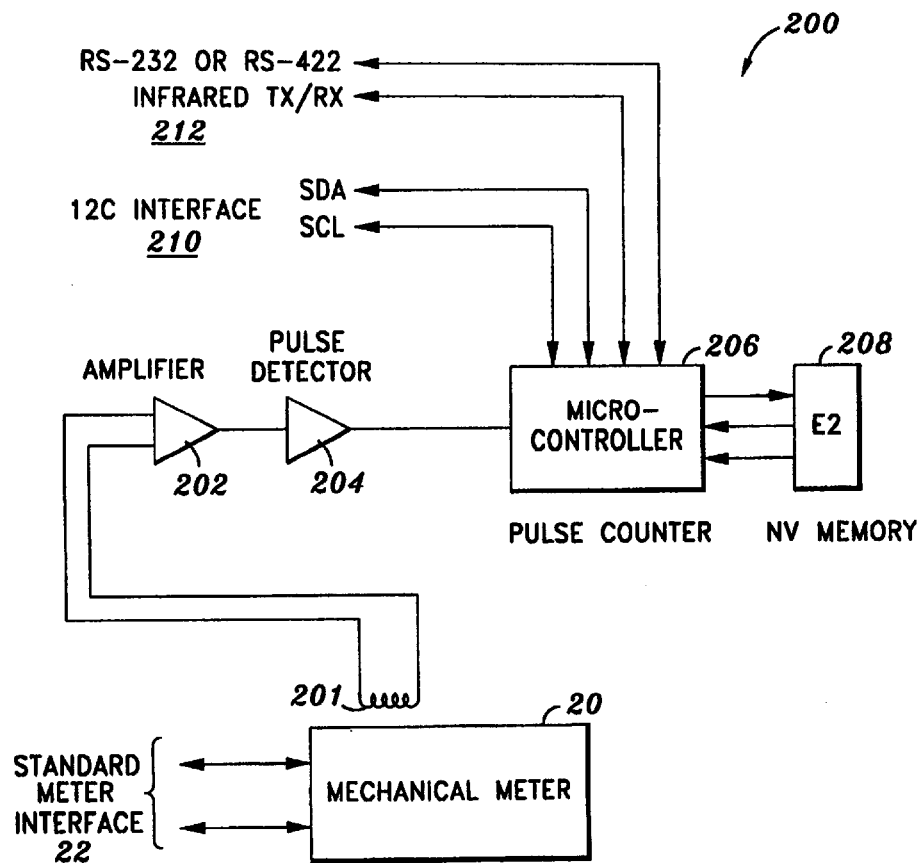 200
RS-232 OR RS-422
INFRARED TX/RX
212
SDA
12C INTERFACE
SCL
210
PULSE
DETECTOR
AMPLIFIER
206
208
MICRO-
CONTROLLER
E2
202
204
PULSE COUNTER
NV MEMORY
201
20
STANDARD
METER
INTERFACE
22
MECHANICAL METER